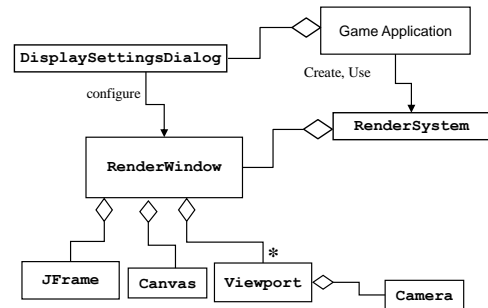 Game Application
DisplaySettingsDialog
Create, Use
configure
RenderSystem
RenderWindow
*
JFrame
Canvas
Viewport
Camera